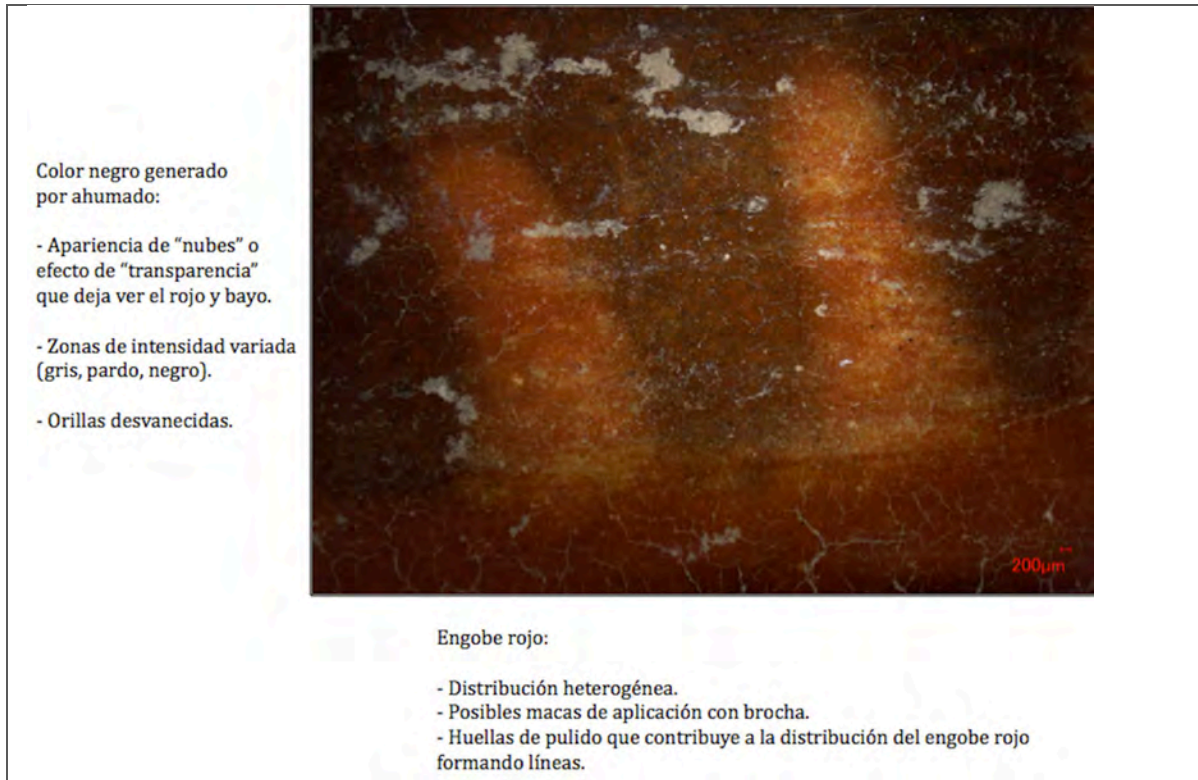 Color negro generado
por ahumado:
- Apariencia de “nubes” o
efecto de “transparencia”
que deja ver el rojo y bayo.
- Zonas de intensidad variada
(gris, pardo, negro).
- Orillas desvanecidas.
200µm
Engobe rojo:
- Distribución heterogénea.
- Posibles macas de aplicación con brocha.
- Huellas de pulido que contribuye a la distribución del engobe rojo
formando líneas.